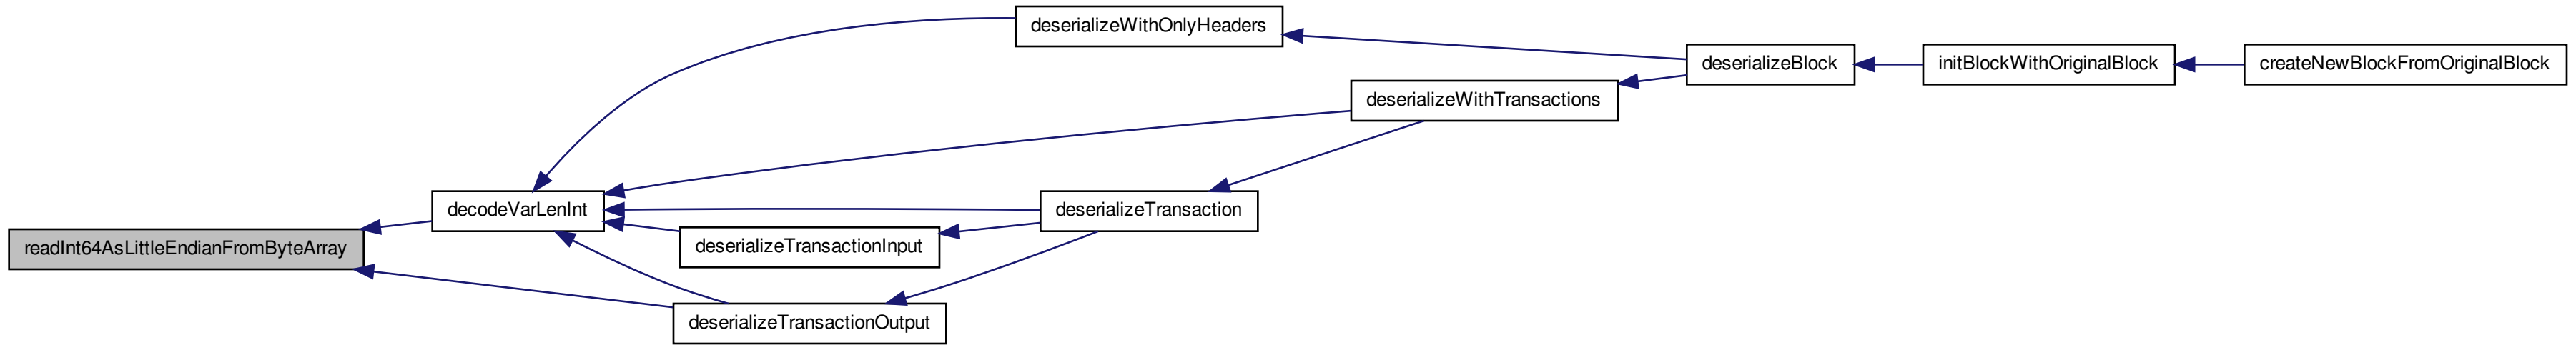 deserializeWithOnlyHeaders
deserializeBlock
initBlockWithOriginalBlock
createNewBlockFromOriginalBlock
deserializeWithTransactions
decodeVarLenInt
deserializeTransaction
readInt64AsLittleEndianFromByteArray
deserializeTransactionInput
deserializeTransactionOutput